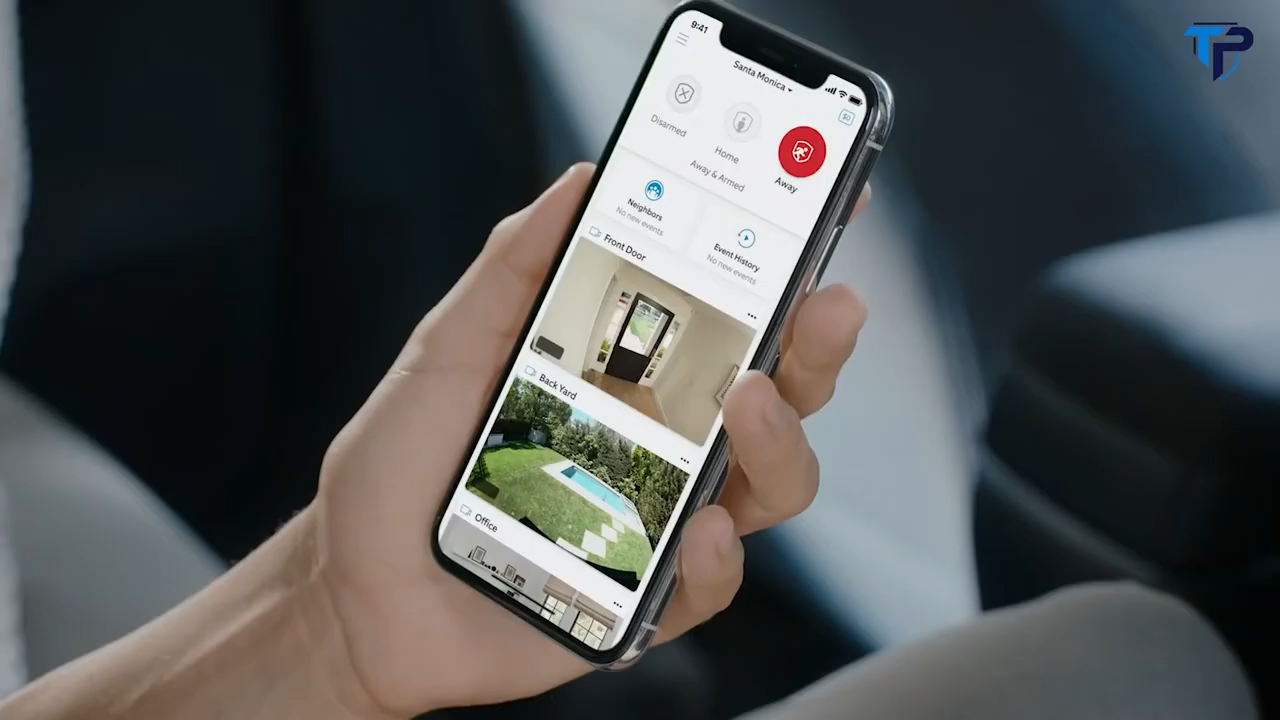 9:41
Santa Monica
Disarmed
Home
Away
Away & Armed
Neighbors
No new events
Event History
No new events
Front Door
Back Yard
Office
TP